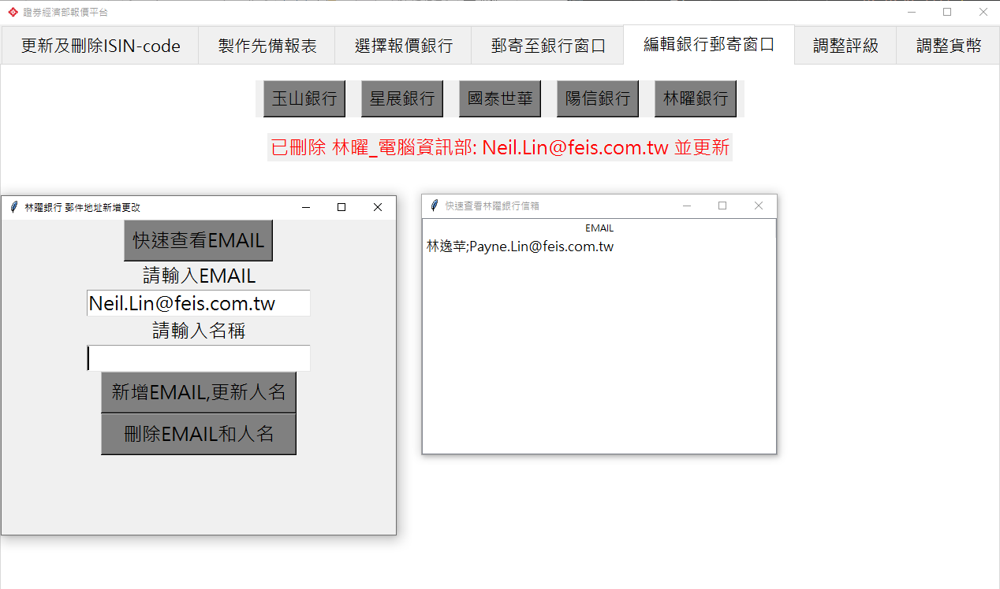 證券經濟部報價平台
更新及刪除ISIN-code 製作先備報表 選擇報價銀行 郵寄至銀行窗口 編輯銀行郵寄窗口 調整評級 調整貨幣
玉山銀行 星展銀行 國泰世華 陽信銀行 林曜銀行
已刪除 林曜_電腦資訊部: Neil.Lin@feis.com.tw 並更新
林曜銀行 郵件地址新增更改
快速查看EMAIL
請輸入EMAIL
Neil.Lin@feis.com.tw
請輸入名稱
新增EMAIL,更新人名
刪除EMAIL和人名
快速查看林曜銀行信箱
EMAIL
林逸苹;Payne.Lin@feis.com.tw